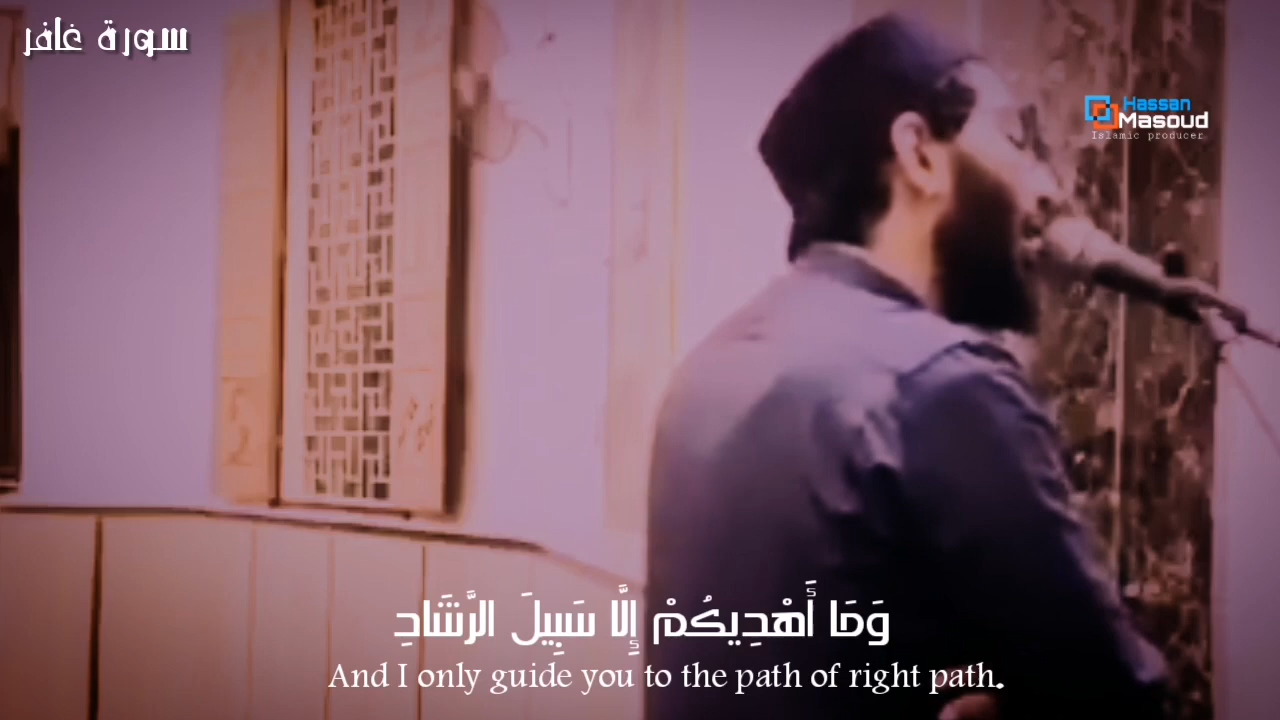 سورة غافر
Hassan
Masoud
Islamic producer
وَمَا أَهْدِيكُمْ إِلَّا سَبِيلَ الرَّشَادِ
And I only guide you to the path of right path.